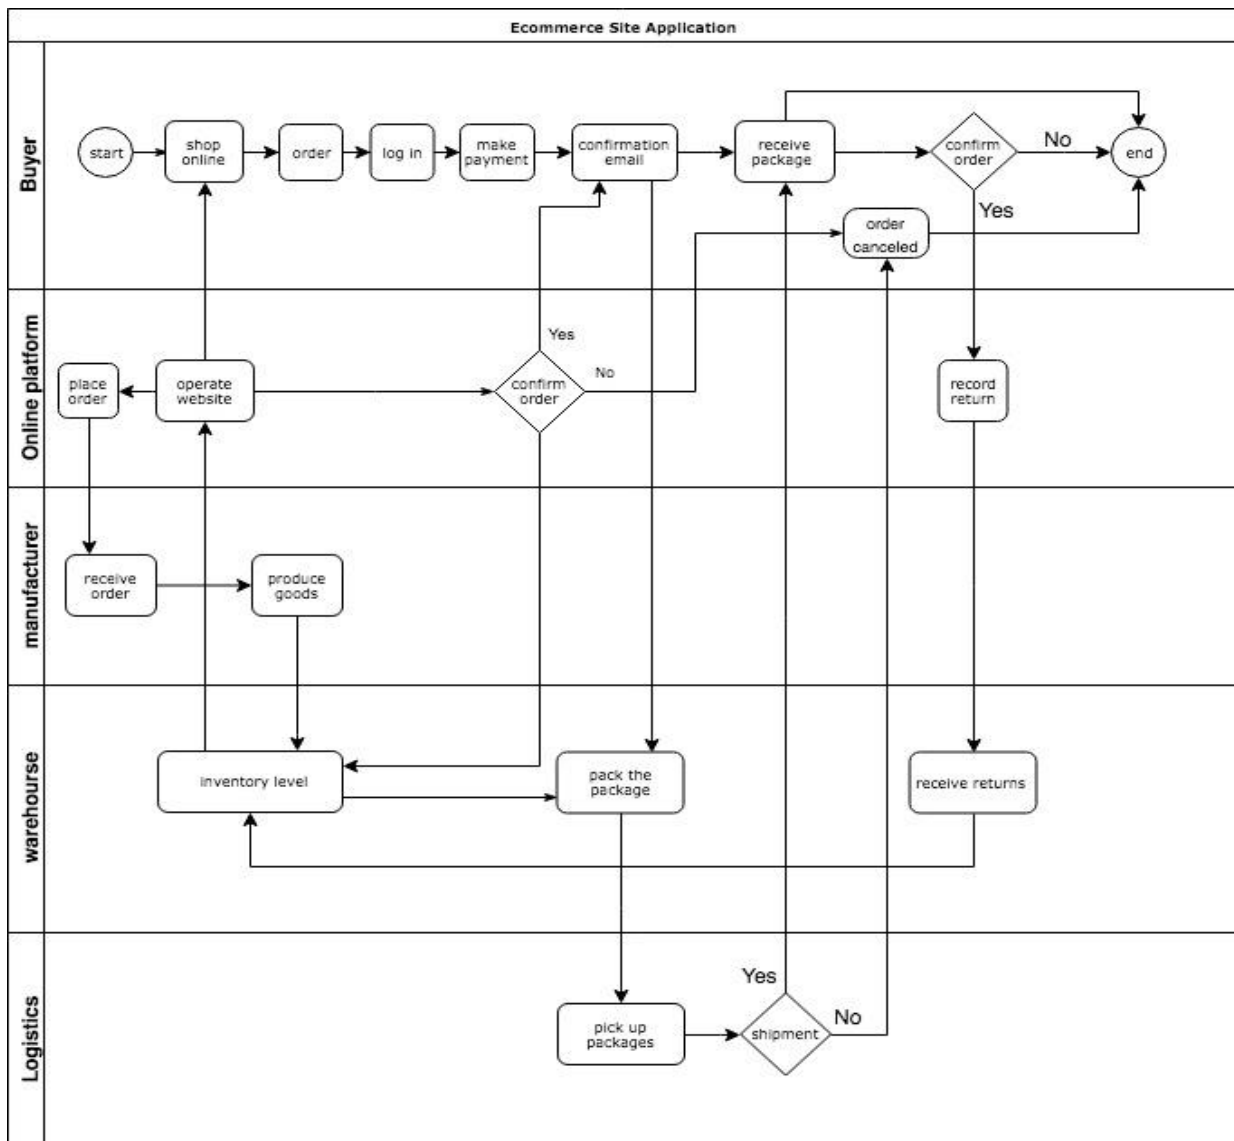 Ecommerce Site Application
Buyer
start
shop
online
order
log in
make
payment
confirmation
email
receive
package
confirm
order
No
end
Yes
order
canceled
Online platform
place
order
operate
website
Yes
confirm
order
No
record
return
manufacturer
receive
order
produce
goods
warehourse
inventory level
pack the
package
receive returns
Logistics
pick up
packages
Yes
shipment
No